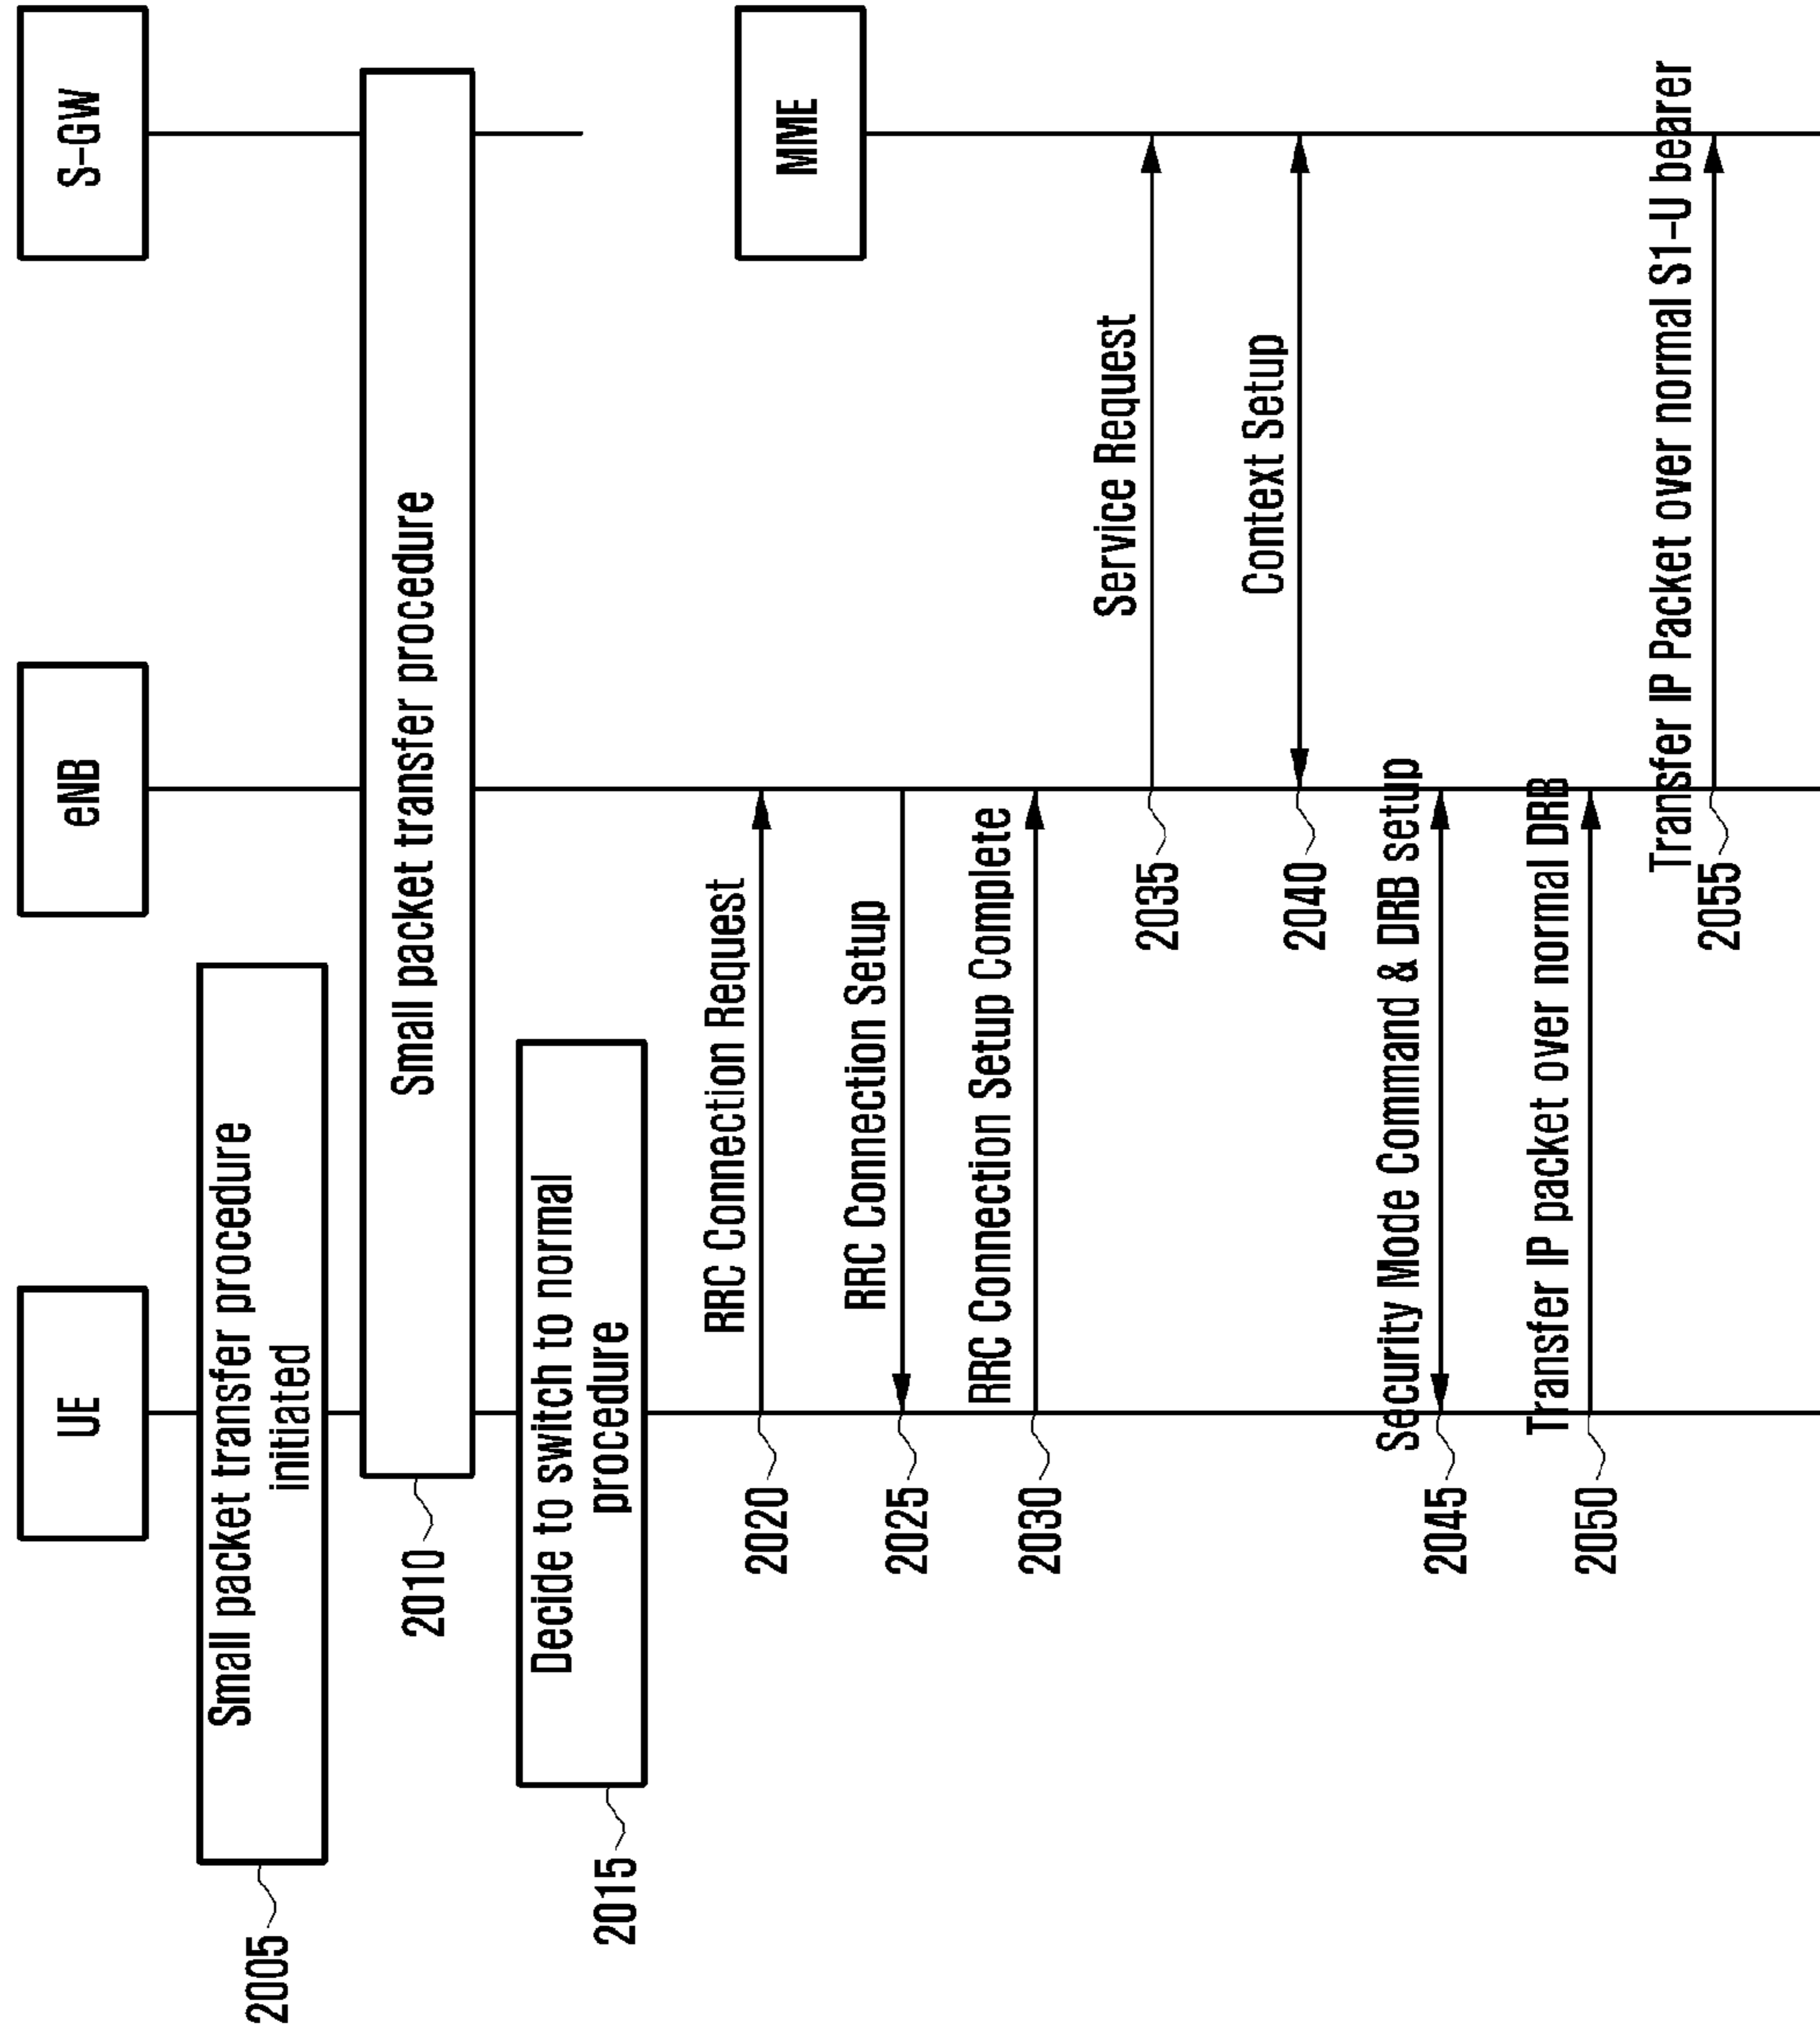 UE
eNB
S-GW
2005
Small packet transfer procedure
initiated
2010
Small packet transfer procedure
2015
Decide to switch to normal
procedure
MME
2020
RRC Connection Request
2025
RRC Connection Setup
2030
RRC Connection Setup Complete
2035
Service Request
2040
Context Setup
2045
Security Mode Command & DRB setup
2050
Transfer IP packet over normal DRB
2055
Transfer IP Packet over normal S1-U bearer